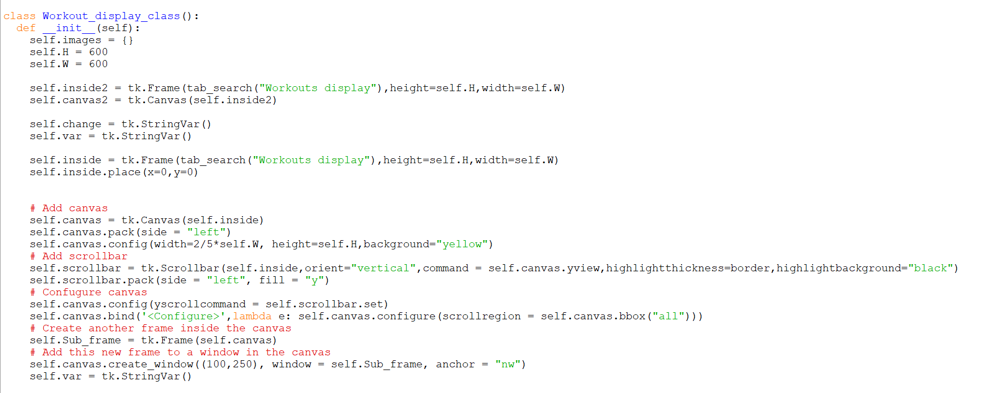 class Workout_display_class():
  def __init__(self):
    self.images = {}
    self.H = 600
    self.W = 600
    self.inside2 = tk.Frame(tab_search("Workouts display"),height=self.H,width=self.W)
    self.canvas2 = tk.Canvas(self.inside2)
    self.change = tk.StringVar()
    self.var = tk.StringVar()
    self.inside = tk.Frame(tab_search("Workouts display"),height=self.H,width=self.W)
    self.inside.place(x=0,y=0)
    # Add canvas
    self.canvas = tk.Canvas(self.inside)
    self.canvas.pack(side = "left")
    self.canvas.config(width=2/5*self.W, height=self.H,background="yellow")
    # Add scrollbar
    self.scrollbar = tk.Scrollbar(self.inside,orient="vertical",command = self.canvas.yview,highlightthickness=border,highlightbackground="black")
    self.scrollbar.pack(side = "left", fill = "y")
    # Confugure canvas
    self.canvas.config(yscrollcommand = self.scrollbar.set)
    self.canvas.bind('<Configure>',lambda e: self.canvas.configure(scrollregion = self.canvas.bbox("all")))
    # Create another frame inside the canvas
    self.Sub_frame = tk.Frame(self.canvas)
    # Add this new frame to a window in the canvas
    self.canvas.create_window((100,250), window = self.Sub_frame, anchor = "nw")
    self.var = tk.StringVar()